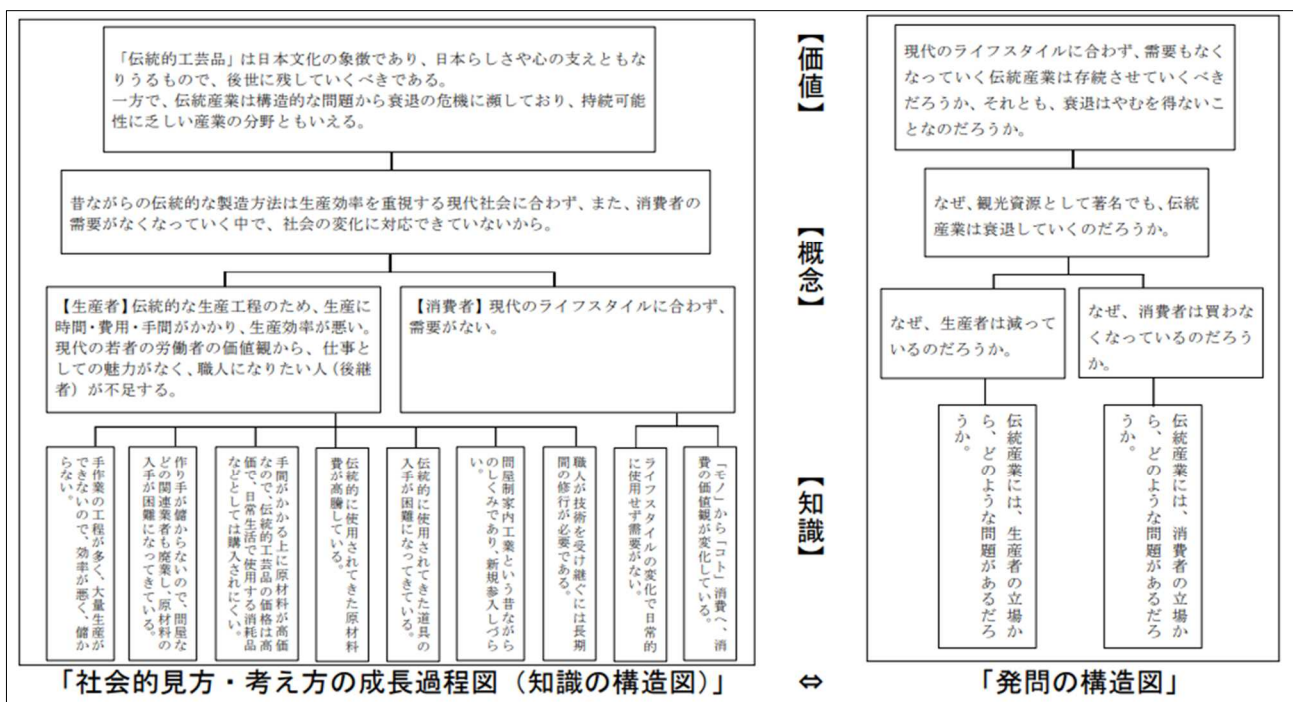 「伝統的工芸品」は日本文化の象徴であり、日本らしさや心の支えともな
りうるもので、後世に残していくべきである。
一方で、伝統産業は構造的な問題から衰退の危機に瀕しており、持続可能
性に乏しい産業の分野ともいえる。
昔ながらの伝統的な製造方法は生産効率を重視する現代社会に合わず、また、消費者の
需要がなくなっていく中で、社会の変化に対応できていないから。
【生産者】伝統的な生産工程のため、生産に
時間・費用・手間がかかり、生産効率が悪い。
現代の若者の労働者の価値観から、仕事と
しての魅力がなく、職人になりたい人(後継
者)が不足する。
【消費者】現代のライフスタイルに合わず、
需要がない。
手作業の工程が多く、大量生産が
できないので、効率が悪く、儲か
らない。
作り手が儲からないので、問屋な
どの関連業者も廃業し、原材料の
入手が困難になってきている。
手間がかかる上に原材料が高価
なので、伝統的工芸品の価格は高
価で、日常生活で使用する消耗品
などとしては購入されにくい。
伝統的に使用されてきた原材料
費が高騰している。
伝統的に使用されてきた道具の
入手が困難になってきている。
問屋制家内工業という昔ながら
のしくみであり、新規参入しづら
い。
職人が技術を受け継ぐには長期
間の修行が必要である。
ライフスタイルの変化で日常的
に使用せず需要がない。
「モノ」から「コト」消費へ、消
費の価値観が変化している。
「社会的見方・考え方の成長過程図(知識の構造図)」
【価値】
【概念】
【知識】
⇔
現代のライフスタイルに合わず、需要もなく
なっていく伝統産業は存続させていくべき
だろうか、それとも、衰退はやむを得ないこ
となのだろうか。
なぜ、観光資源として著名でも、伝統
産業は衰退していくのだろうか。
なぜ、生産者は減って
いるのだろうか。
なぜ、消費者は買わな
くなっているのだろう
か。
伝統産業には、生産者の立場か
ら、どのような問題があるだろ
うか。
伝統産業には、消費者の立場か
ら、どのような問題があるだろ
うか。
「発問の構造図」